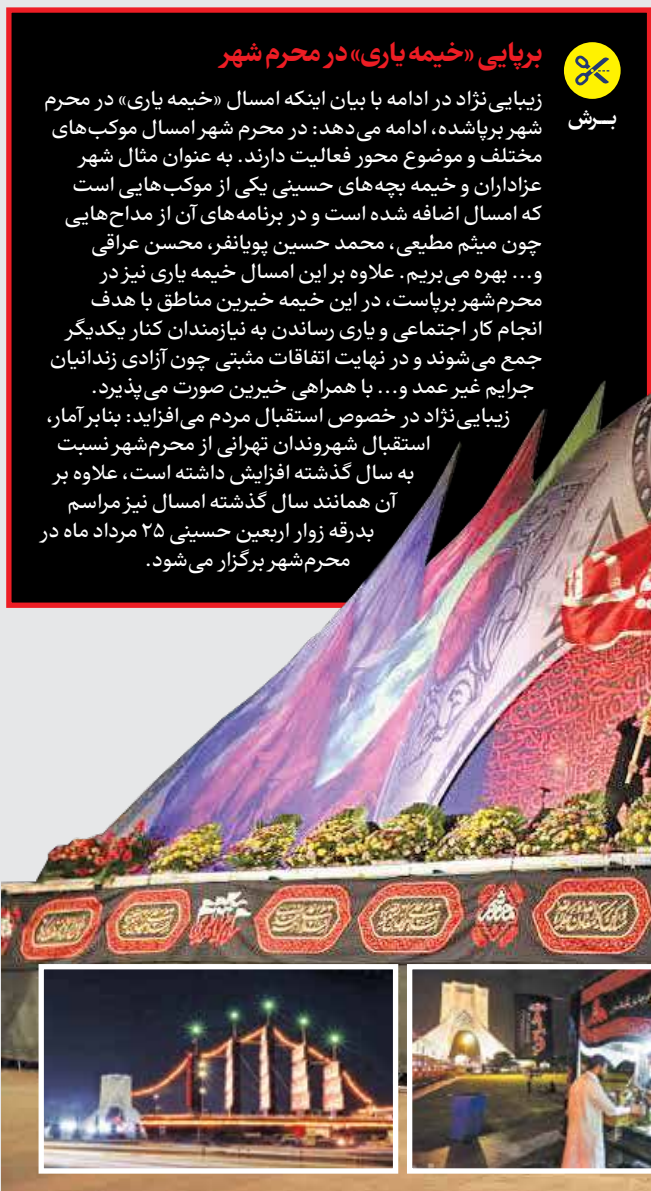 برپایی «خیمه یاری» در محرم شهر
بــرش
زیبایی‌نژاد در ادامه با بیان اینکه امسال «خیمه یاری» در محرم
شهر برپاشده، ادامه می‌دهد: در محرم شهر امسال موکب‌های
مختلف و موضوع محور فعالیت دارند. به عنوان مثال شهر
عزاداران و خیمه بچه‌های حسینی یکی از موکب‌هایی است
که امسال اضافه شده است و در برنامه‌های آن از مداح‌هایی
چون میثم مطیعی، محمد حسین پویانفر، محسن عراقی
و... بهره می‌بریم. علاوه بر این امسال خیمه یاری نیز در
محرم‌شهر برپاست، در این خیمه خیرین مناطق با هدف
انجام کار اجتماعی و یاری رساندن به نیازمندان کنار یکدیگر
جمع می‌شوند و در نهایت اتفاقات مثبتی چون آزادی زندانیان
جرایم غیر عمد و... با همراهی خیرین صورت می‌پذیرد.
زیبایی‌نژاد در خصوص استقبال مردم می‌افزاید: بنابر آمار،
استقبال شهروندان تهرانی از محرم‌شهر نسبت
به سال گذشته افزایش داشته است، علاوه بر
آن همانند سال گذشته امسال نیز مراسم
بدرقه زوار اربعین حسینی ۲۵ مرداد ماه در
محرم‌شهر برگزار می‌شود.